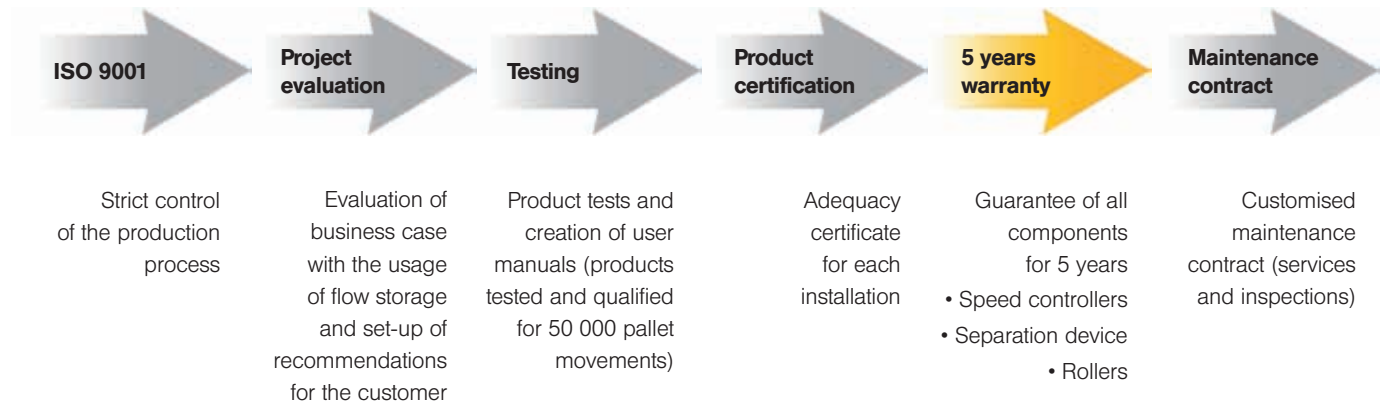 ISO 9001
Project
evaluation
Testing
Product
certification
5 years
warranty
Maintenance
contract
Strict control
of the production
process
Evaluation of
business case
with the usage
of flow storage
and set-up of
recommendations
for the customer
Product tests and
creation of user
manuals (products
tested and qualified
for 50 000 pallet
movements)
Adequacy
certificate
for each
installation
Guarantee of all
components
for 5 years
• Speed controllers
• Separation device
• Rollers
Customised
maintenance
contract (services
and inspections)